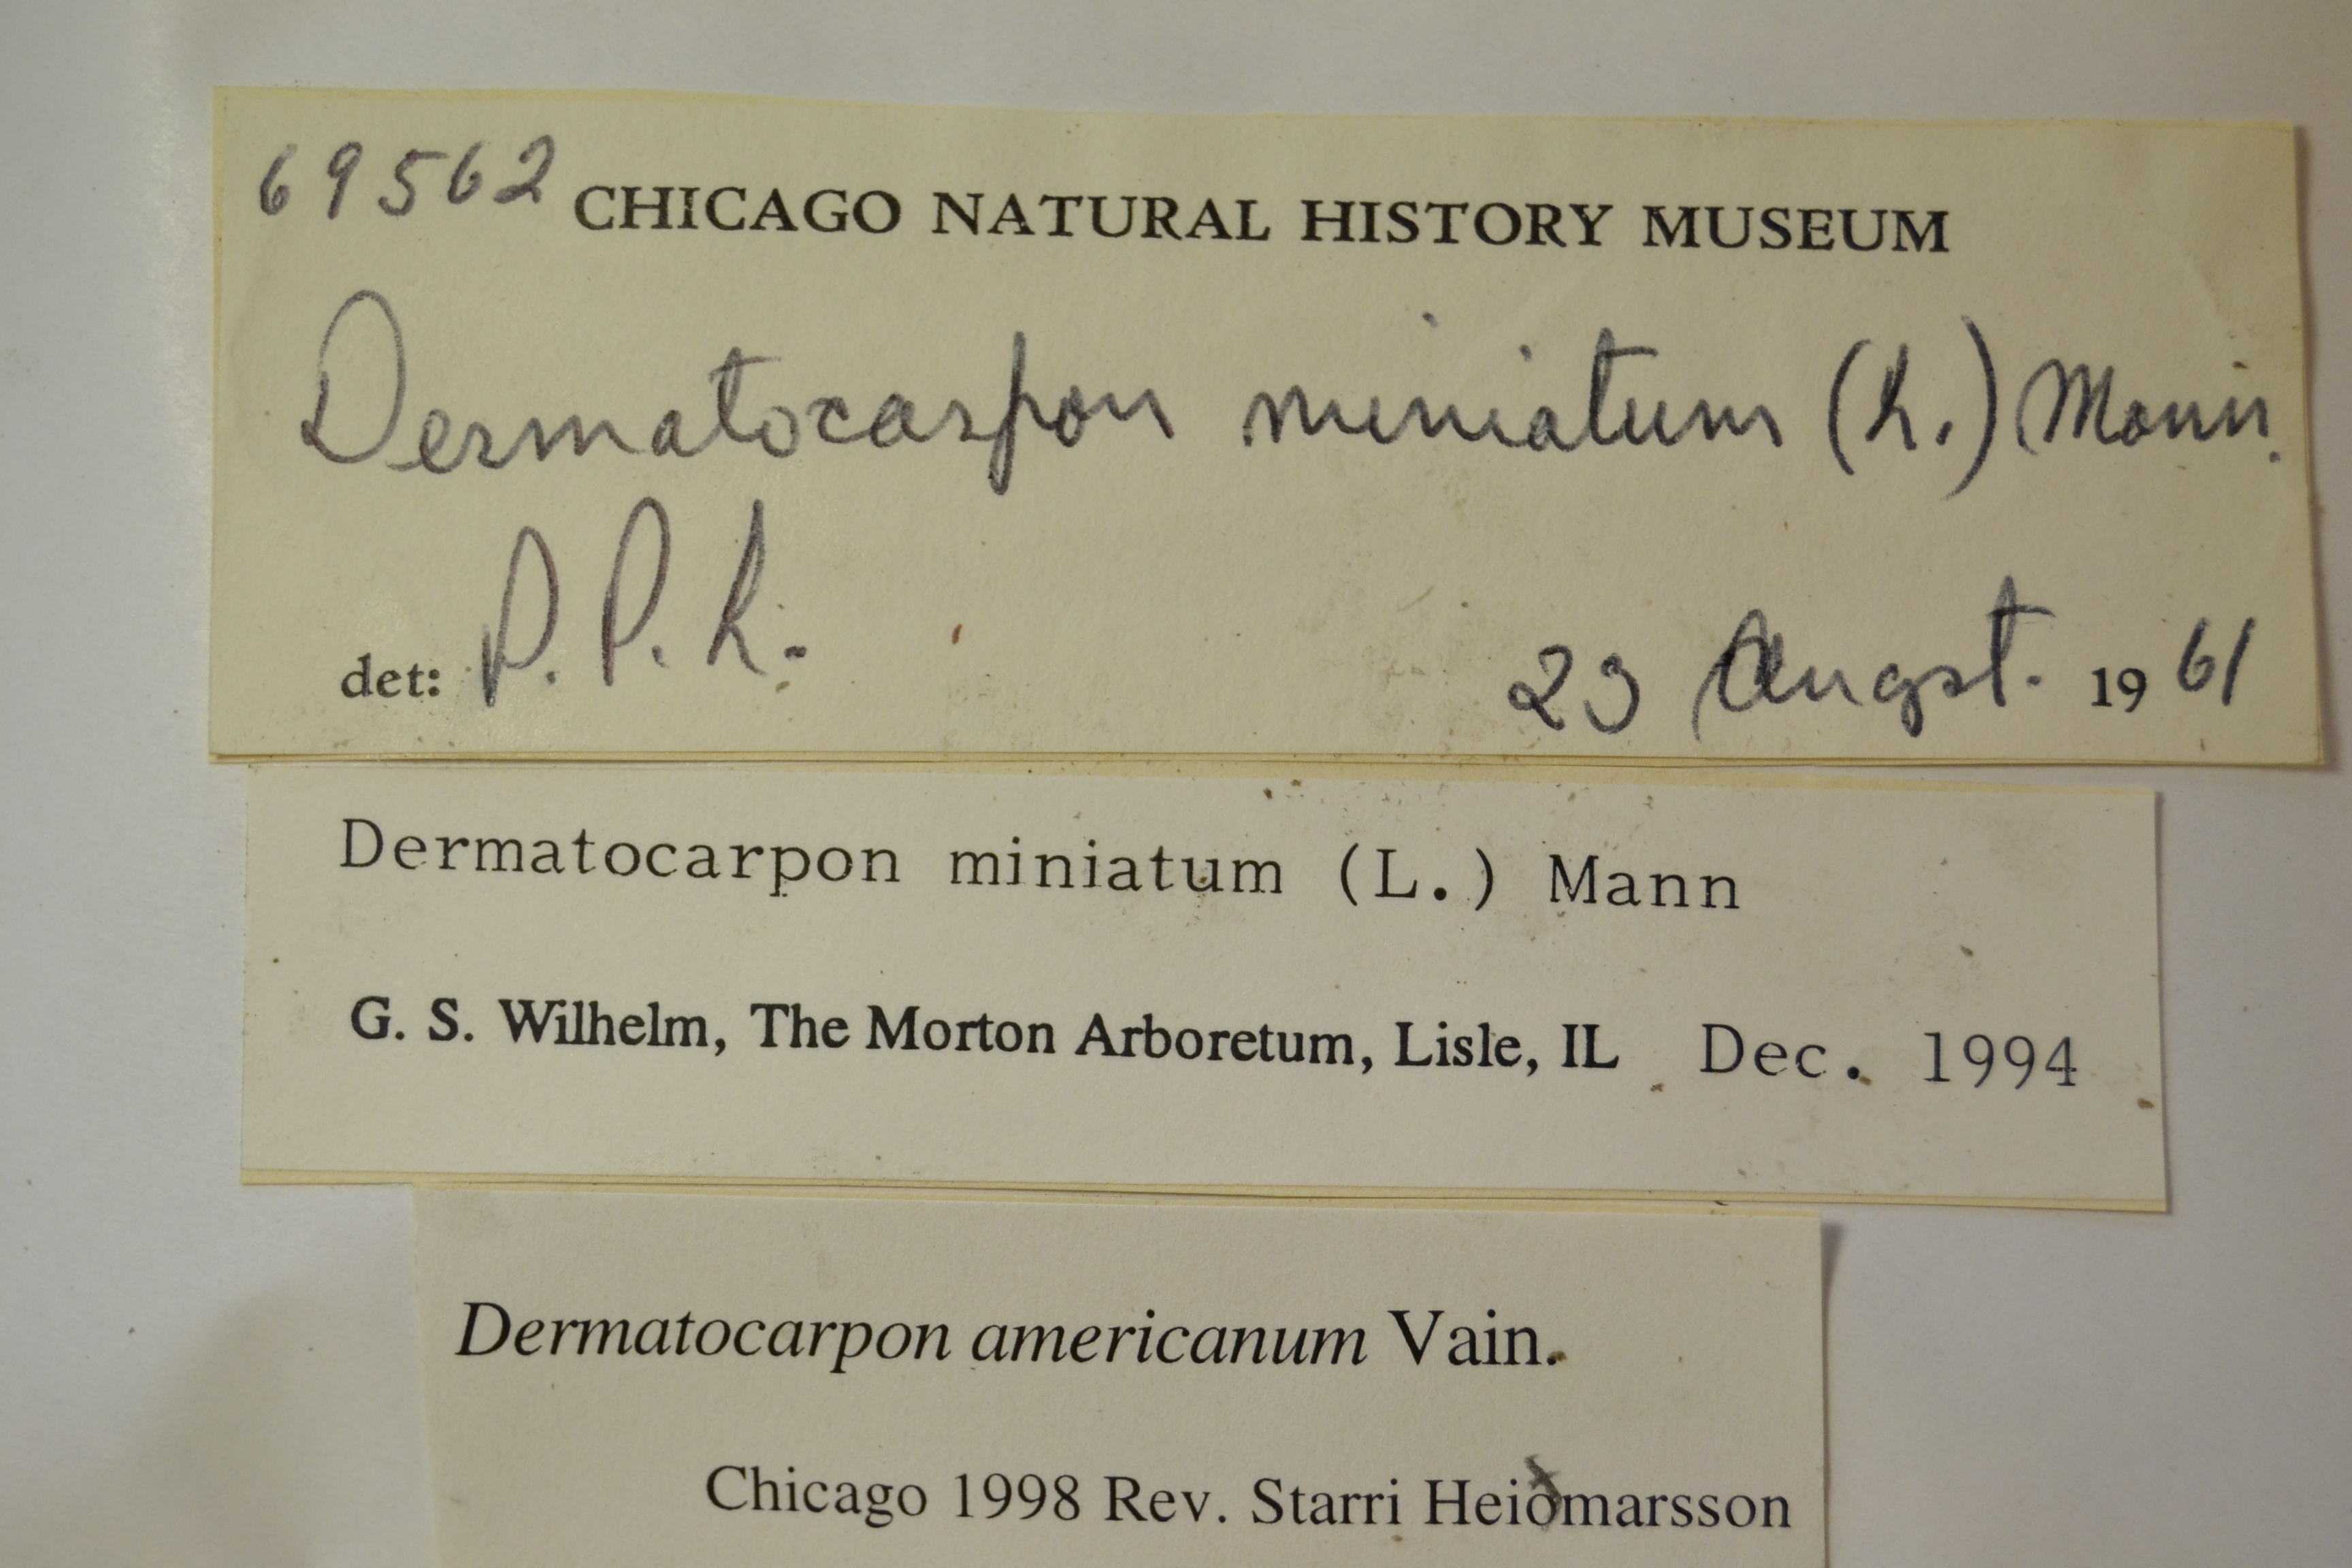 69562 CHICAGO NATURAL HISTORY MUSEUM
Dermatocarpon miniatum (L.) Mann.
det: P. P. L. 23 Augst. 1961
Dermatocarpon miniatum (L.) Mann
G. S. Wilhelm, The Morton Arboretum, Lisle, IL Dec. 1994
Dermatocarpon americanum Vain.
Chicago 1998 Rev. Starri Heiðmarsson